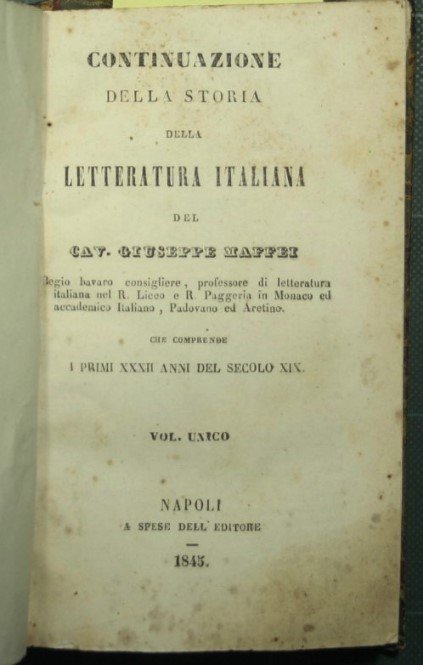 CONTINUAZIONE
DELLA STORIA
DELLA
LETTERATURA ITALIANA
DEL
CAV. GIUSEPPE MAFFEI
Regio bavaro consigliere, professore di letteratura
italiana nel R. Liceo e R. Paggeria in Monaco ed
accademico Italiano, Padovano ed Aretino.
CHE COMPRENDE
I PRIMI XXXII ANNI DEL SECOLO XIX.
VOL. UNICO
NAPOLI
A SPESE DELL'EDITORE
1845.